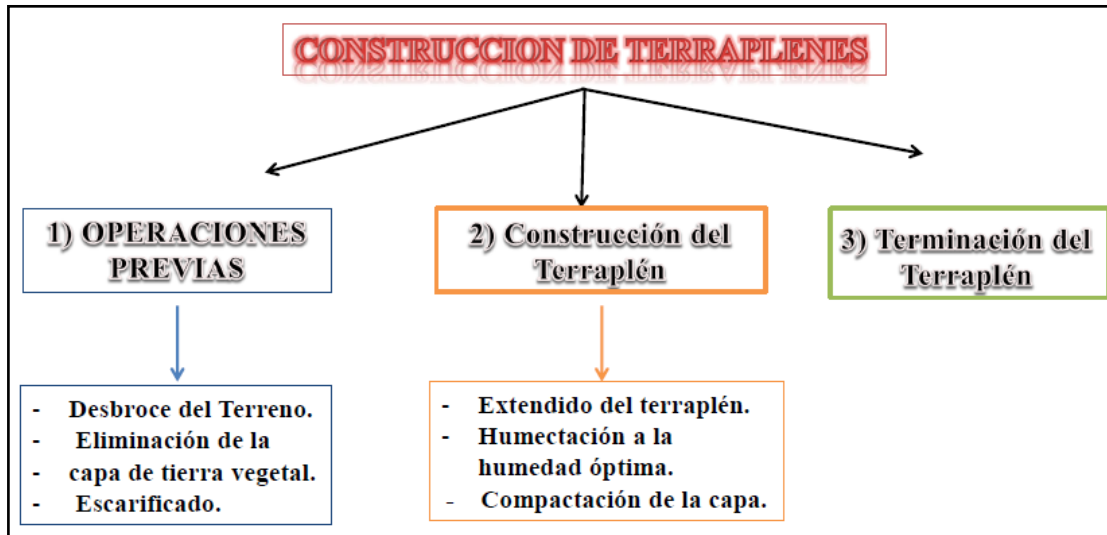 CONSTRUCCION DE TERRAPLENES
1) OPERACIONES
PREVIAS
2) Construcción del
Terraplén
3) Terminación del
Terraplén
- Desbroce del Terreno.
- Eliminación de la
- capa de tierra vegetal.
- Escarificado.
- Extendido del terraplén.
- Humectación a la
humedad óptima.
- Compactación de la capa.